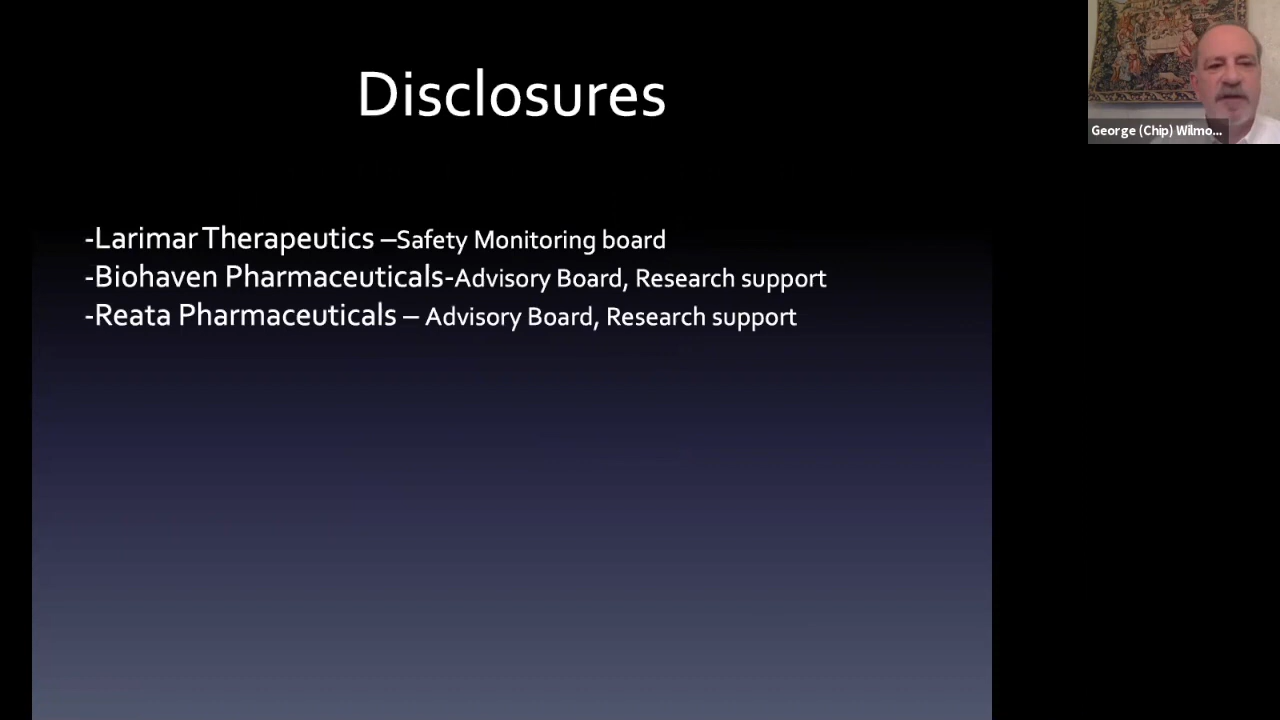 Disclosures
George (Chip) Wilmo...
-Larimar Therapeutics –Safety Monitoring board
-Biohaven Pharmaceuticals-Advisory Board, Research support
-Reata Pharmaceuticals – Advisory Board, Research support